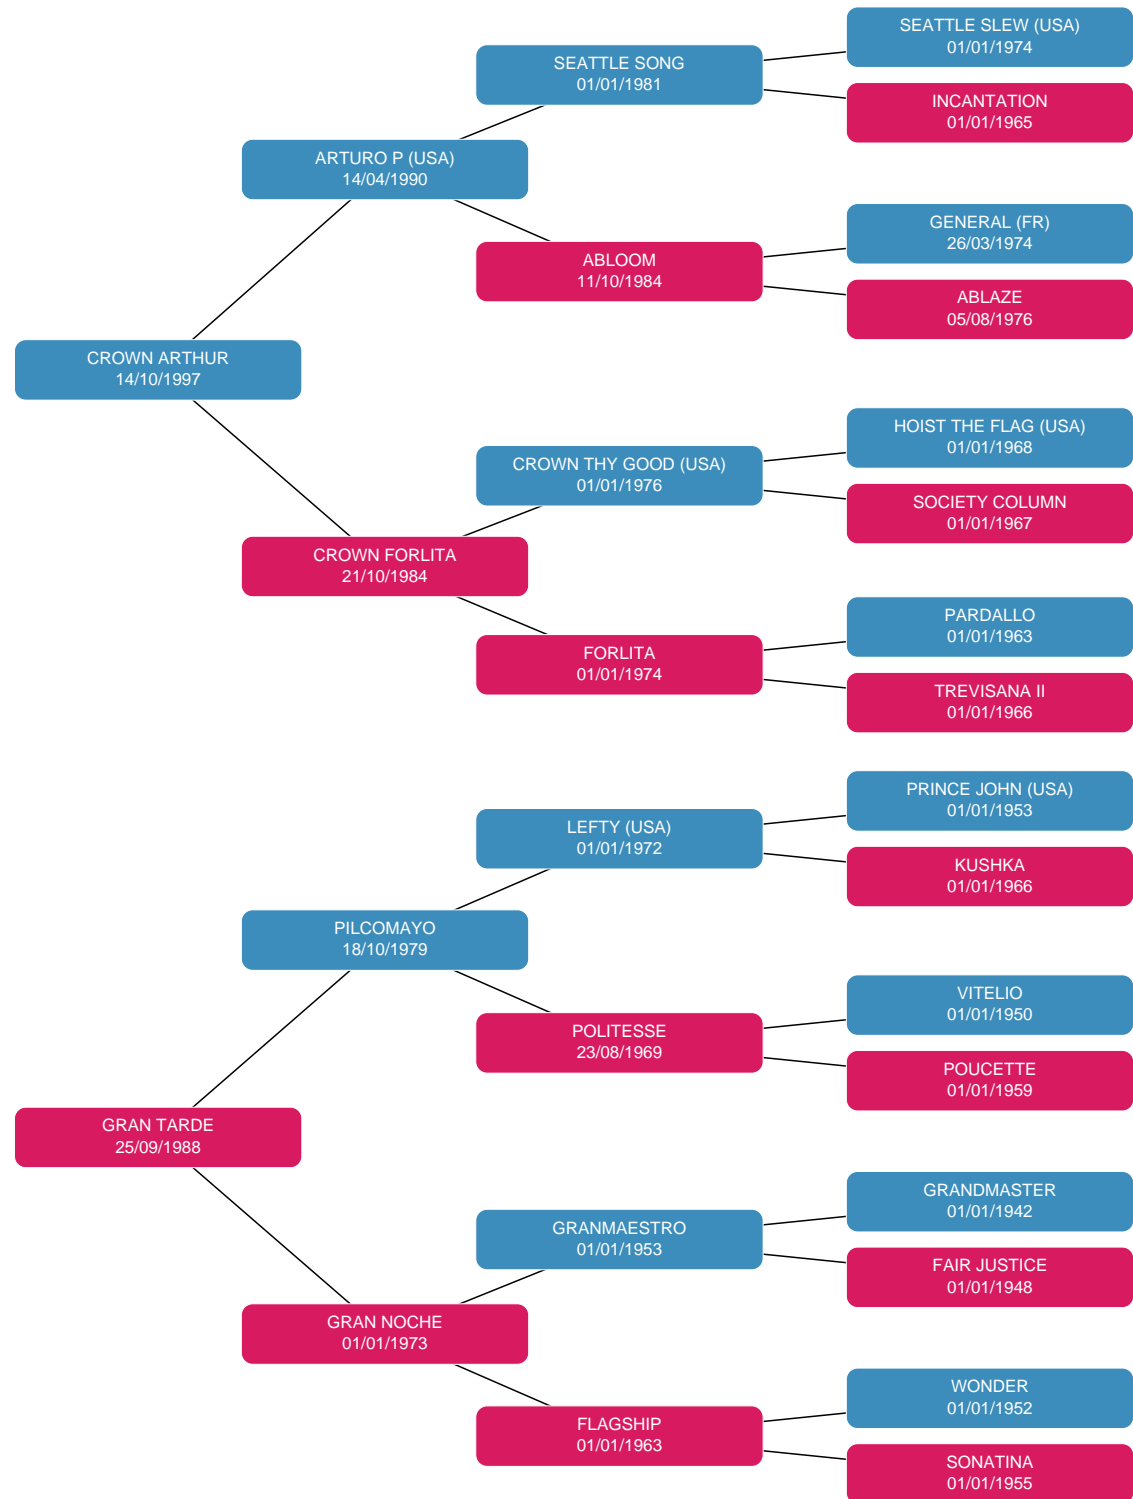 SEATTLE SLEW (USA)
01/01/1974
SEATTLE SONG
01/01/1981
INCANTATION
01/01/1965
ARTURO P (USA)
14/04/1990
GENERAL (FR)
26/03/1974
ABLOOM
11/10/1984
ABLAZE
05/08/1976
CROWN ARTHUR
14/10/1997
HOIST THE FLAG (USA)
01/01/1968
CROWN THY GOOD (USA)
01/01/1976
SOCIETY COLUMN
01/01/1967
CROWN FORLITA
21/10/1984
PARDALLO
01/01/1963
FORLITA
01/01/1974
TREVISANA II
01/01/1966
PRINCE JOHN (USA)
01/01/1953
LEFTY (USA)
01/01/1972
KUSHKA
01/01/1966
PILCOMAYO
18/10/1979
VITELIO
01/01/1950
POLITESSE
23/08/1969
POUCETTE
01/01/1959
GRAN TARDE
25/09/1988
GRANDMASTER
01/01/1942
GRANMAESTRO
01/01/1953
FAIR JUSTICE
01/01/1948
GRAN NOCHE
01/01/1973
WONDER
01/01/1952
FLAGSHIP
01/01/1963
SONATINA
01/01/1955